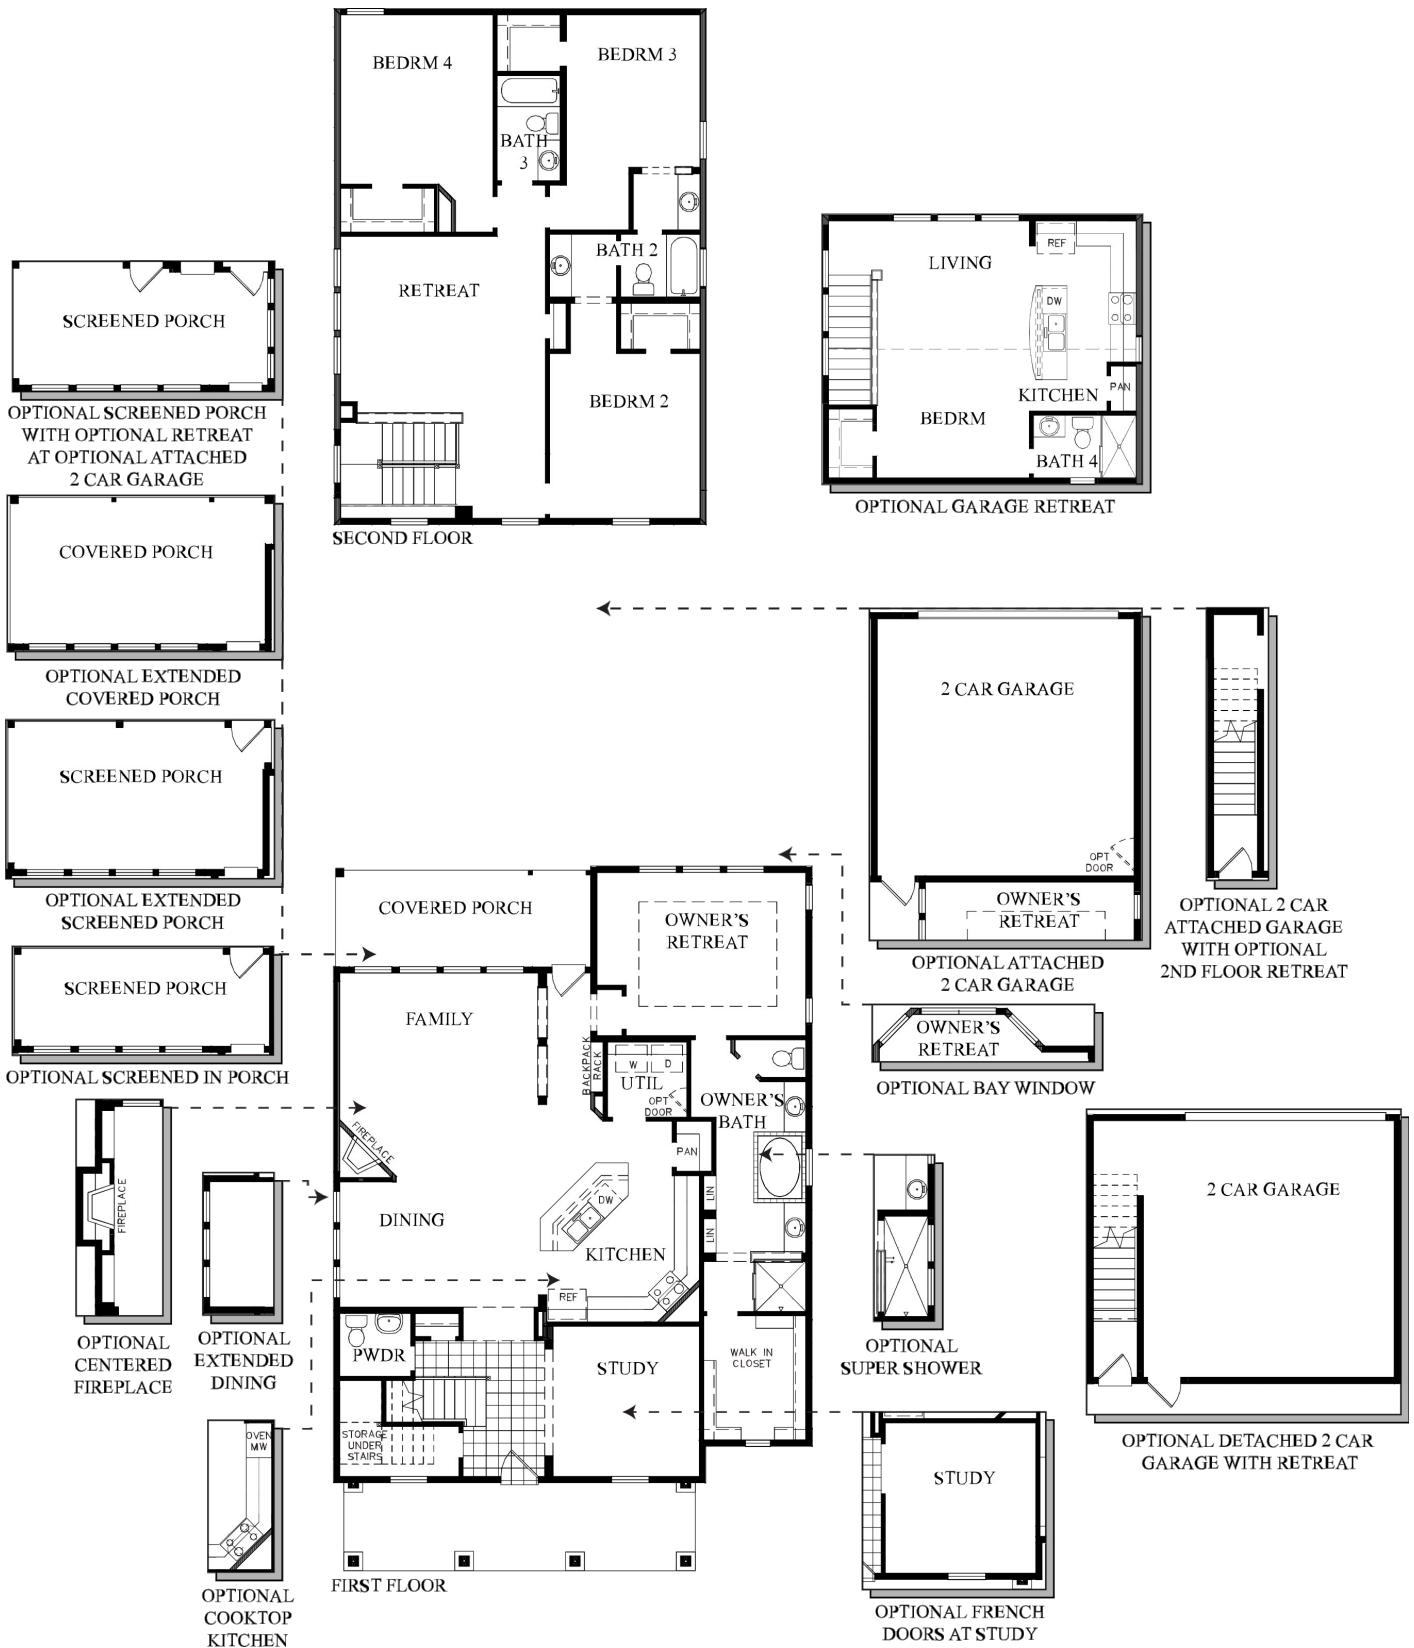 BEDRM 4
BEDRM 3
BATH
3
BATH 2
RETREAT
BEDRM 2
SECOND FLOOR
LIVING
REF
DW
KITCHEN
PAN
BEDRM
BATH 4
OPTIONAL GARAGE RETREAT
SCREENED PORCH
OPTIONAL SCREENED PORCH
WITH OPTIONAL RETREAT
AT OPTIONAL ATTACHED
2 CAR GARAGE
COVERED PORCH
OPTIONAL EXTENDED
COVERED PORCH
SCREENED PORCH
OPTIONAL EXTENDED
SCREENED PORCH
SCREENED PORCH
OPTIONAL SCREENED IN PORCH
2 CAR GARAGE
OPT
DOOR
OWNER'S
RETREAT
OPTIONAL ATTACHED
2 CAR GARAGE
OPTIONAL 2 CAR
ATTACHED GARAGE
WITH OPTIONAL
2ND FLOOR RETREAT
OWNER'S
RETREAT
OPTIONAL BAY WINDOW
COVERED PORCH
OWNER'S
RETREAT
FAMILY
BACKPACK
RACK
W
D
UTIL
OPT
DOOR
OWNER'S
BATH
FIREPLACE
PAN
DINING
DW
LIN
LIN
KITCHEN
REF
PWDR
STUDY
WALK IN
CLOSET
STORAGE
UNDER
STAIRS
FIRST FLOOR
FIREPLACE
OPTIONAL
CENTERED
FIREPLACE
OPTIONAL
EXTENDED
DINING
OVEN
MW
OPTIONAL
COOKTOP
KITCHEN
OPTIONAL
SUPER SHOWER
STUDY
OPTIONAL FRENCH
DOORS AT STUDY
2 CAR GARAGE
OPTIONAL DETACHED 2 CAR
GARAGE WITH RETREAT